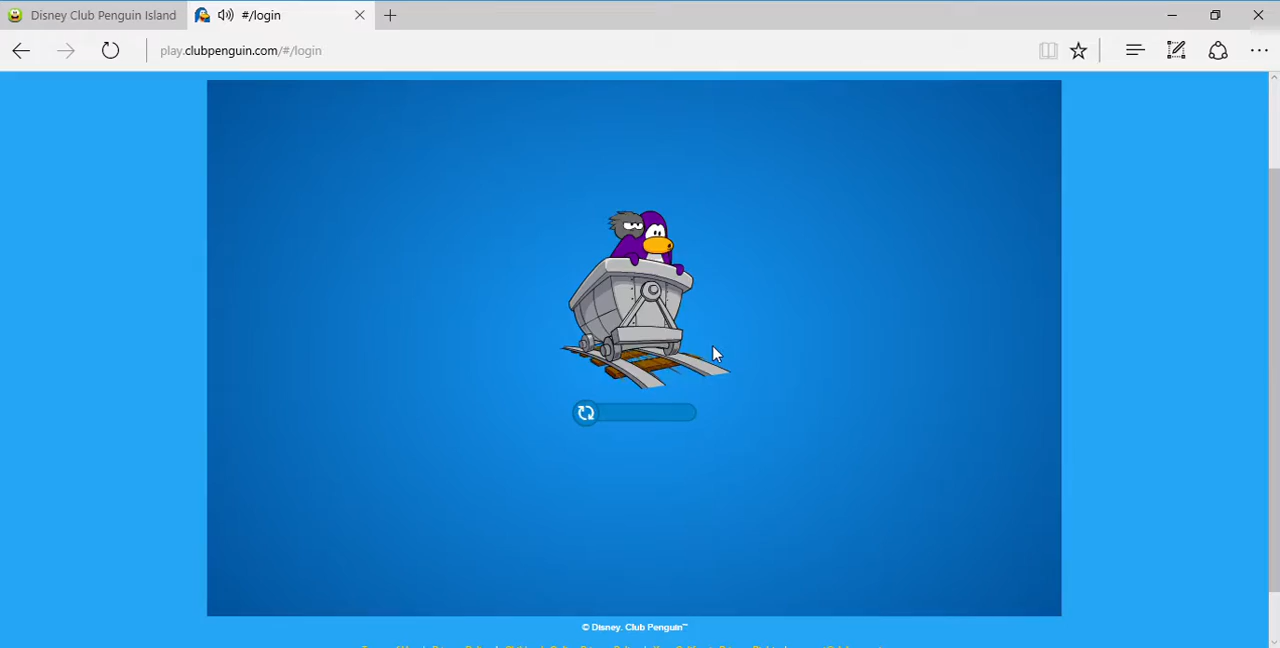 Disney Club Penguin Island
#/login
play.clubpenguin.com/#/login
© Disney. Club Penguin™